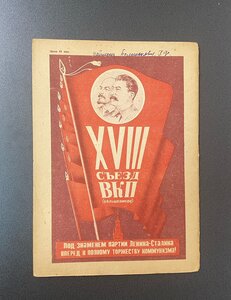 XVIII
СЪЕЗД
ВКП
(большевиков)
ПОД ЗНАМЕНЕМ ПАРТИИ ЛЕНИНА-СТАЛИНА
ВПЕРЕД К ПОЛНОМУ ТОРЖЕСТВУ КОММУНИЗМА!